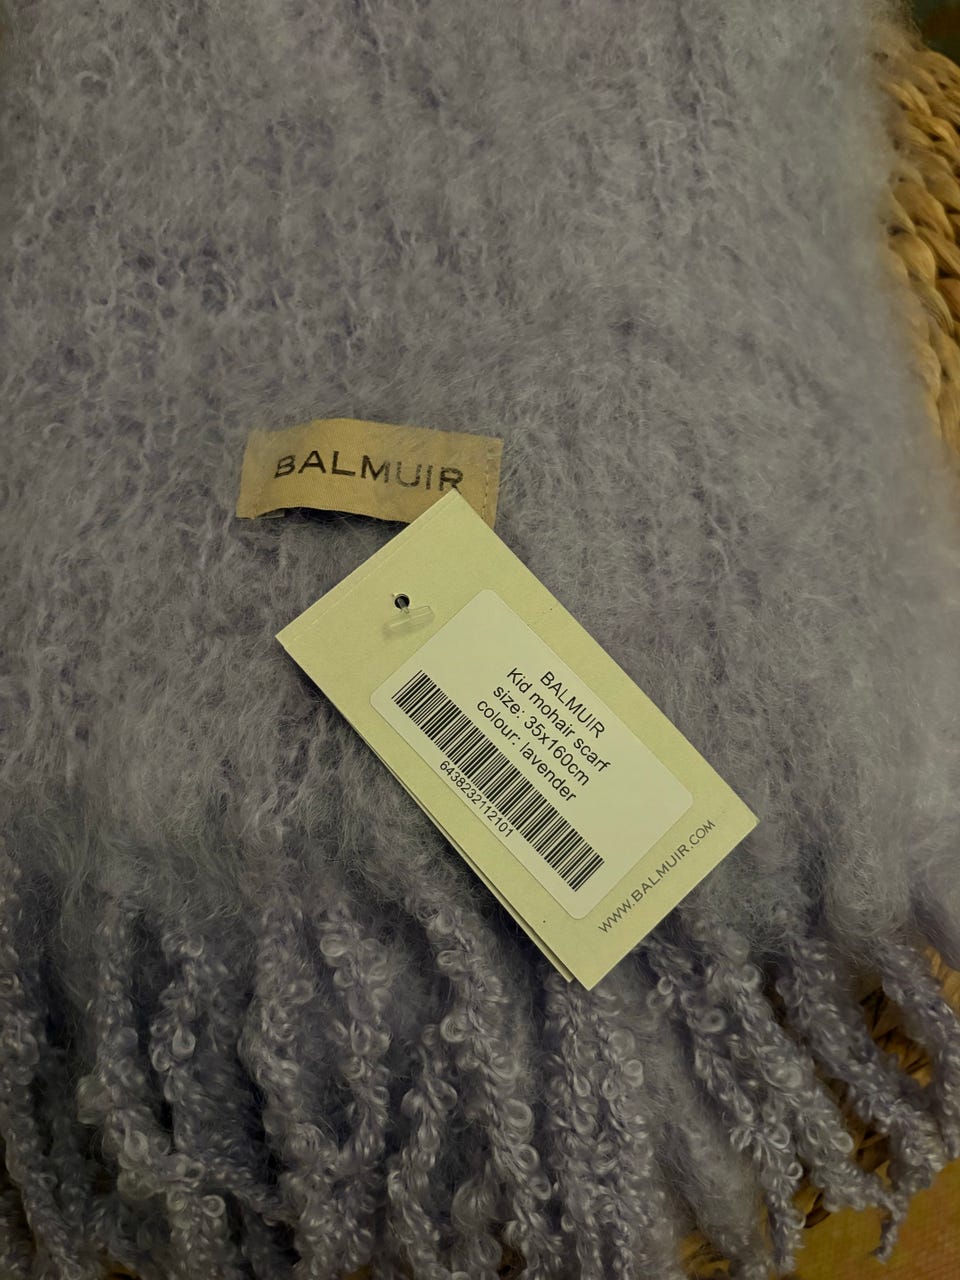 BALMUIR
BALMUIR
Kid mohair scarf
size: 35x160cm
colour: lavender
6438232112101
WWW.BALMUIR.COM